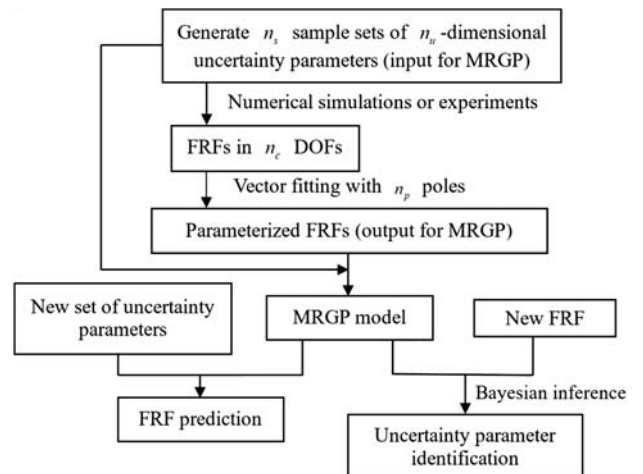 Generate n_s sample sets of n_u-dimensional
uncertainty parameters (input for MRGP)
Numerical simulations or experiments
FRFs in n_c DOFs
Vector fitting with n_p poles
Parameterized FRFs (output for MRGP)
New set of uncertainty
parameters
MRGP model
New FRF
Bayesian inference
FRF prediction
Uncertainty parameter
identification